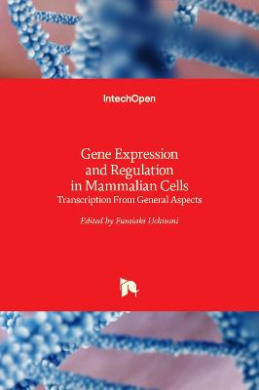 IntechOpen
Gene Expression
and Regulation
in Mammalian Cells
Transcription From General Aspects
Edited by Fumiaki Uchiumi